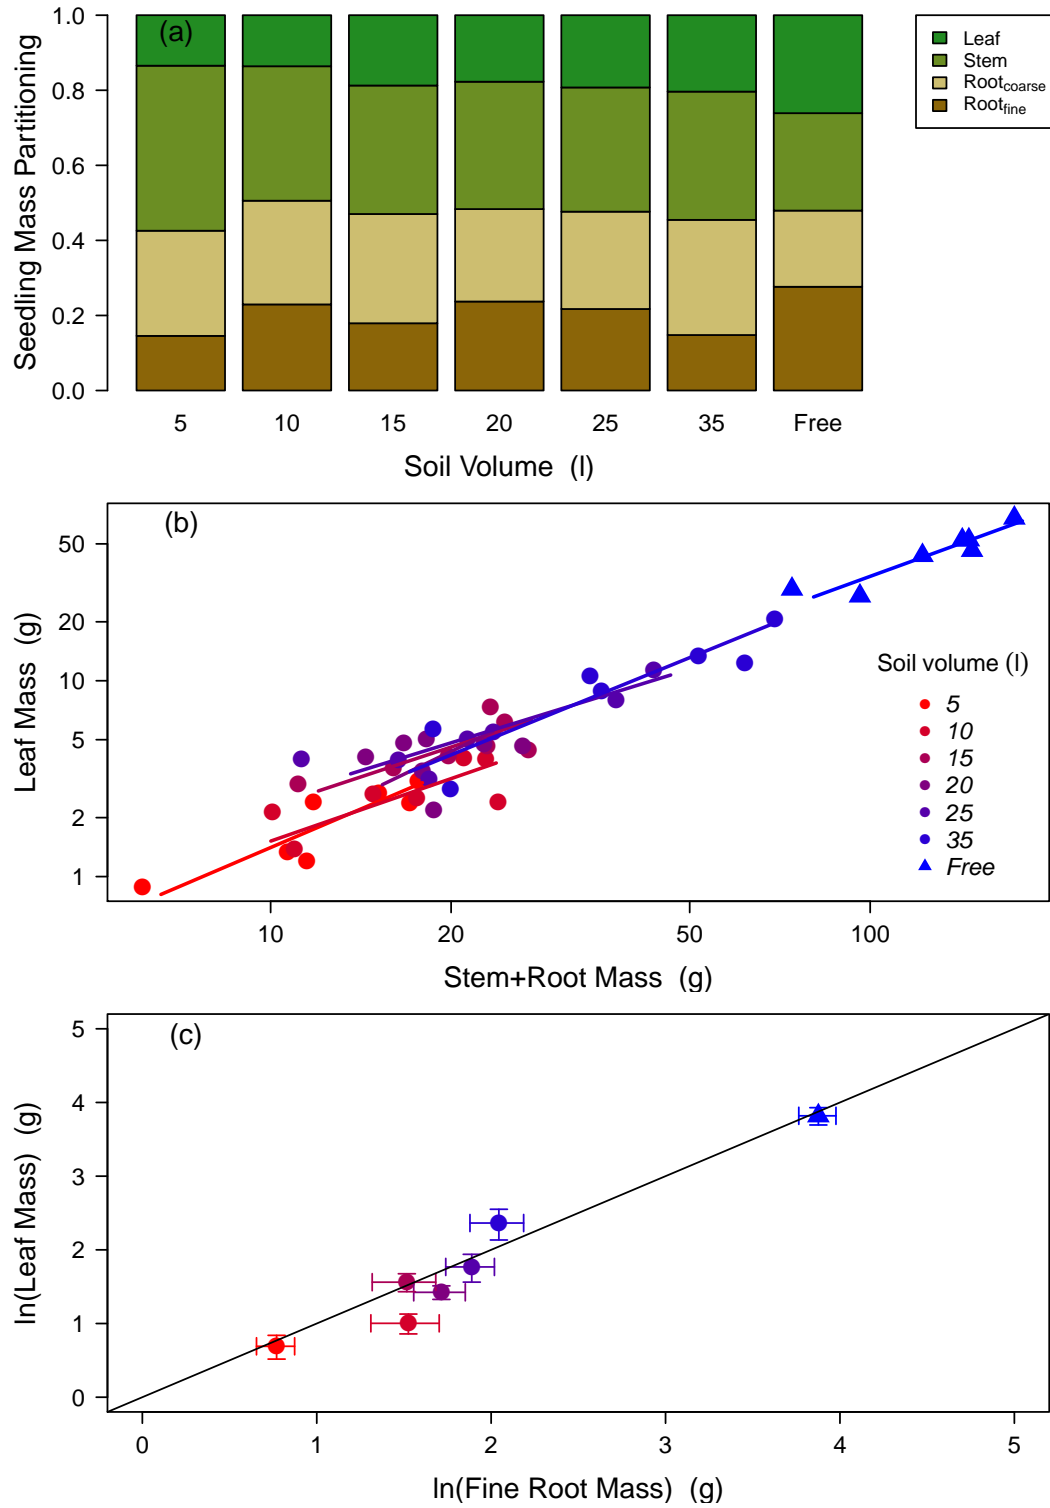 (a)
Seedling Mass Partitioning
1.0
0.8
0.6
0.4
0.2
0.0
5 10 15 20 25 35 Free
Soil Volume (l)
Leaf
Stem
Rootcoarse
Rootfine
(b)
Leaf Mass (g)
50
20
10
5
2
1
10 20 50 100
Stem+Root Mass (g)
Soil volume (l)
5
10
15
20
25
35
Free
(c)
ln(Leaf Mass) (g)
5
4
3
2
1
0
0 1 2 3 4 5
ln(Fine Root Mass) (g)